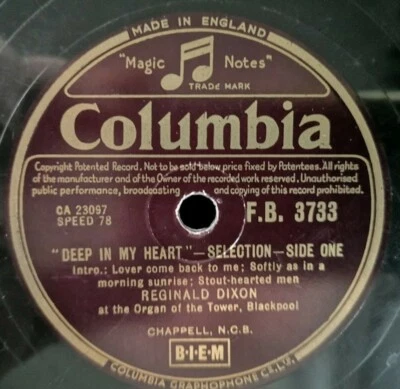 MADE IN ENGLAND
"Magic Notes"
TRADE MARK
Columbia
Copyright Patented Record. Not to be sold below price fixed by Patentees. All rights
of the manufacturer and of the Owner of the recorded work reserved. Unauthorised
public performance, broadcasting and copying of this record prohibited.
CA 23097
SPEED 78
F.B. 3733
"DEEP IN MY HEART"—SELECTION—SIDE ONE
Intro.: Lover come back to me; Softly as in a
morning sunrise; Stout-hearted men
REGINALD DIXON
at the Organ of the Tower, Blackpool
CHAPPELL, N.C.B.
B·I·E·M
COLUMBIA GRAPHOPHONE Co. LTD.